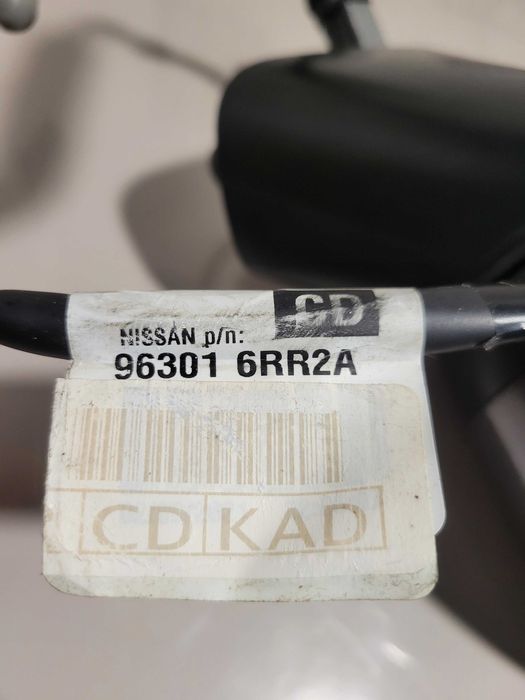 CD
NISSAN p/n:
96301 6RR2A
CD KAD